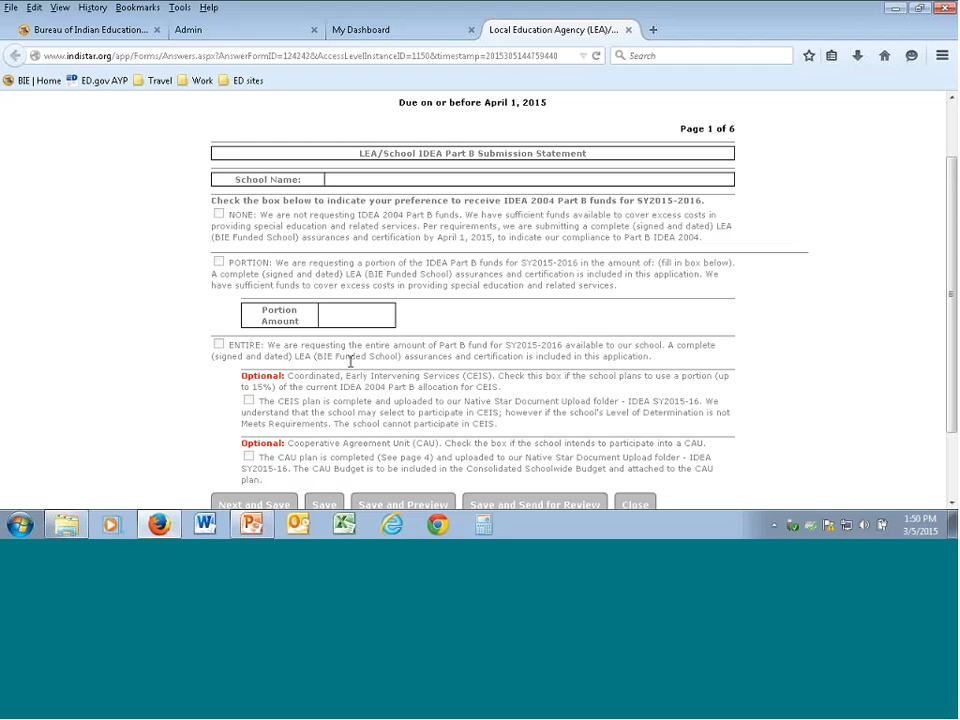 File Edit View History Bookmarks Tools Help
Bureau of Indian Education... × Admin × My Dashboard × Local Education Agency (LEA)/... ×
www.indistar.org/app/Forms/Answers.aspx?AnswerFormID=124242&AccessLevelInstanceID=1150&timestamp=2015305144759440 Search
BIE | Home ED.gov AYP Travel Work ED sites
Due on or before April 1, 2015
Page 1 of 6
LEA/School IDEA Part B Submission Statement
School Name:
Check the box below to indicate your preference to receive IDEA 2004 Part B funds for SY2015-2016.
NONE: We are not requesting IDEA 2004 Part B funds. We have sufficient funds available to cover excess costs in
providing special education and related services. Per requirements, we are submitting a complete (signed and dated) LEA
(BIE Funded School) assurances and certification by April 1, 2015, to indicate our compliance to Part B IDEA 2004.
PORTION: We are requesting a portion of the IDEA Part B funds for SY2015-2016 in the amount of: (fill in box below).
A complete (signed and dated) LEA (BIE Funded School) assurances and certification is included in this application. We
have sufficient funds to cover excess costs in providing special education and related services.
Portion
Amount
ENTIRE: We are requesting the entire amount of Part B fund for SY2015-2016 available to our school. A complete
(signed and dated) LEA (BIE Funded School) assurances and certification is included in this application.
Optional: Coordinated, Early Intervening Services (CEIS). Check this box if the school plans to use a portion (up
to 15%) of the current IDEA 2004 Part B allocation for CEIS.
The CEIS plan is complete and uploaded to our Native Star Document Upload folder - IDEA SY2015-16. We
understand that the school may select to participate in CEIS; however if the school's Level of Determination is not
Meets Requirements. The school cannot participate in CEIS.
Optional: Cooperative Agreement Unit (CAU). Check the box if the school intends to participate into a CAU.
The CAU plan is completed (See page 4) and uploaded to our Native Star Document Upload folder - IDEA
SY2015-16. The CAU Budget is to be included in the Consolidated Schoolwide Budget and attached to the CAU
plan.
Next and Save Save Save and Preview Save and Send for Review Close
1:50 PM
3/5/2015